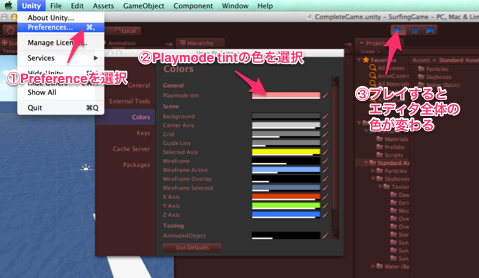 Unity File Edit Assets GameObject Component Window Help
About Unity...
Preferences... ⌘,
Manage License...
Services
Hide Unity
Show All
Quit ⌘Q
①Preferenceを選択
②Playmode tintの色を選択
③プレイすると
エディタ全体の
色が変わる
CompleteGame.unity – SurfingGame – PC, Mac & Lin
Local
Animation
Hierarchy
Project
Favorites
Assets
Standard Asset
Particles
Skyboxes
Materials
Prefabs
Scripts
Standard Assets
Particles
Skyboxes
Textures
External Tools
Colors
Keys
Cache Server
Packages
Colors
General
Playmode tint
Scene
Background
Center Axis
Grid
Guide Line
Selected Axis
Wireframe
Wireframe Active
Wireframe Overlay
Wireframe Selected
X Axis
Y Axis
Z Axis
Testing
AnimatedObject
Use Defaults